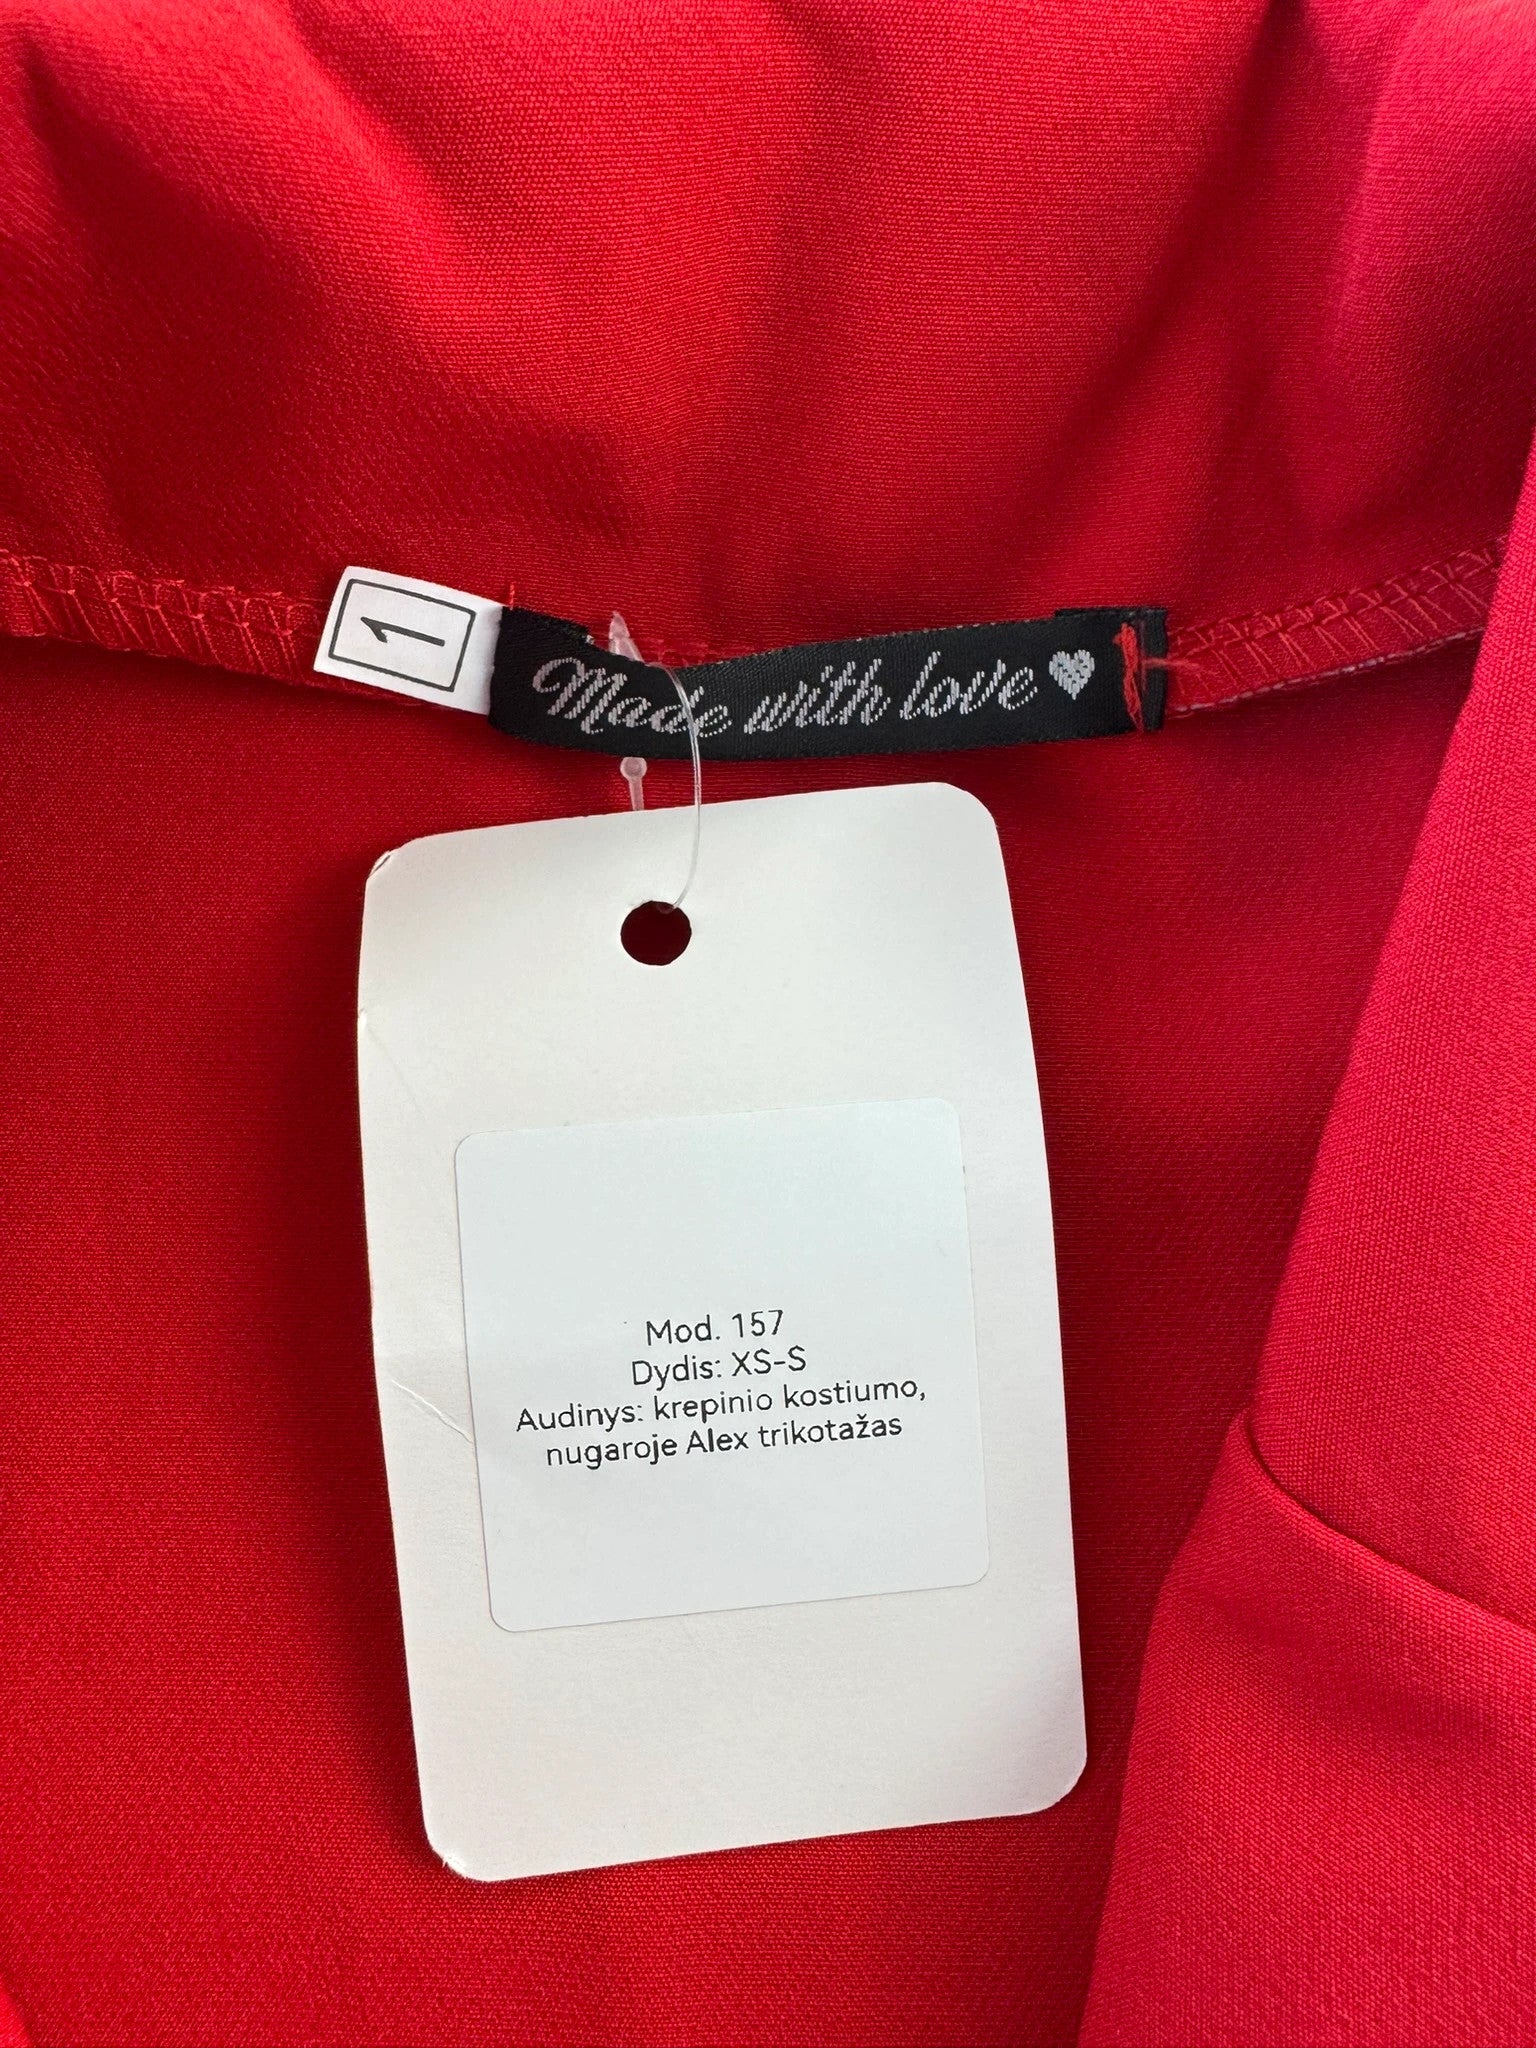 1
Made with love
Mod. 157
Dydis: XS-S
Audinys: krepinio kostiumo,
nugaroje Alex trikotažas